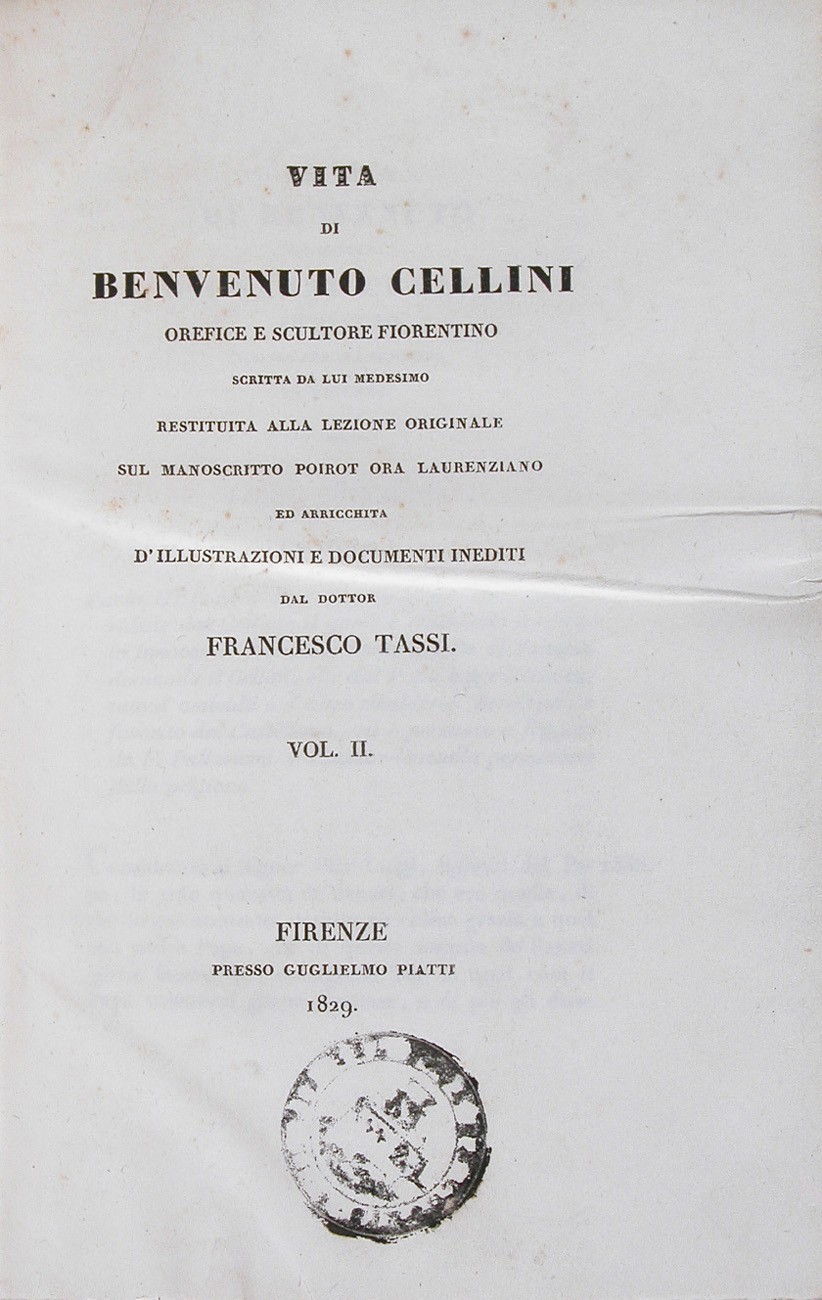 VITA
DI
BENVENUTO CELLINI
OREFICE E SCULTORE FIORENTINO
SCRITTA DA LUI MEDESIMO
RESTITUITA ALLA LEZIONE ORIGINALE
SUL MANOSCRITTO POIROT ORA LAURENZIANO
ED ARRICCHITA
D'ILLUSTRAZIONI E DOCUMENTI INEDITI
DAL DOTTOR
FRANCESCO TASSI.
VOL. II.
FIRENZE
PRESSO GUGLIELMO PIATTI
1829.